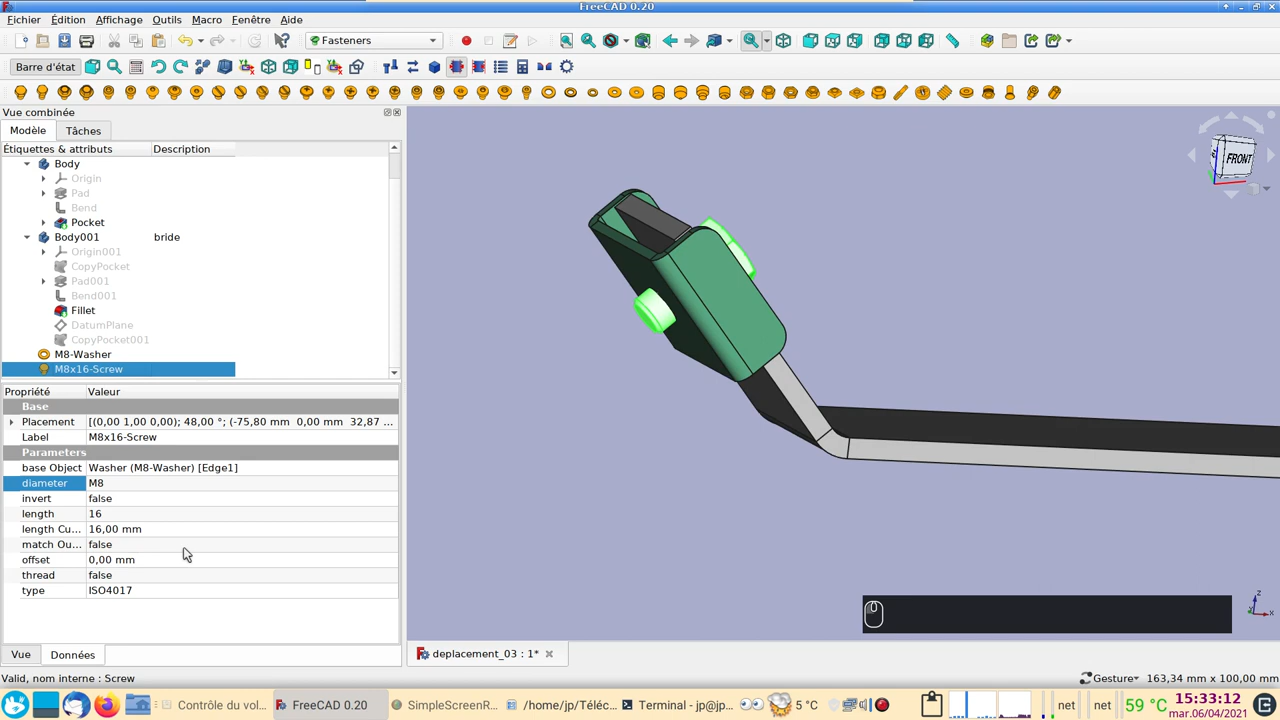 FreeCAD 0.20
Fichier Édition Affichage Outils Macro Fenêtre Aide
Fasteners
Barre d'état
Vue combinée
Modèle Tâches
Étiquettes & attributs Description
Body
Origin
Pad
Bend
Pocket
Body001 bride
Origin001
CopyPocket
Pad001
Bend001
Fillet
DatumPlane
CopyPocket001
M8-Washer
M8x16-Screw
Propriété Valeur
Base
Placement [(0,00 1,00 0,00); 48,00 °; (-75,80 mm 0,00 mm 32,87 ...
Label M8x16-Screw
Parameters
base Object Washer (M8-Washer) [Edge1]
diameter M8
invert false
length 16
length Cu... 16,00 mm
match Ou... false
offset 0,00 mm
thread false
type ISO4017
Vue Données
FRONT
z
x
deplacement_03 : 1*
Valid, nom interne : Screw
Gesture 163,34 mm x 100,00 mm
Contrôle du vol... FreeCAD 0.20 SimpleScreenR... /home/jp/Téléc... Terminal - jp@jp... 5 °C net net 59 °C 15:33:12
mar.06/04/2021